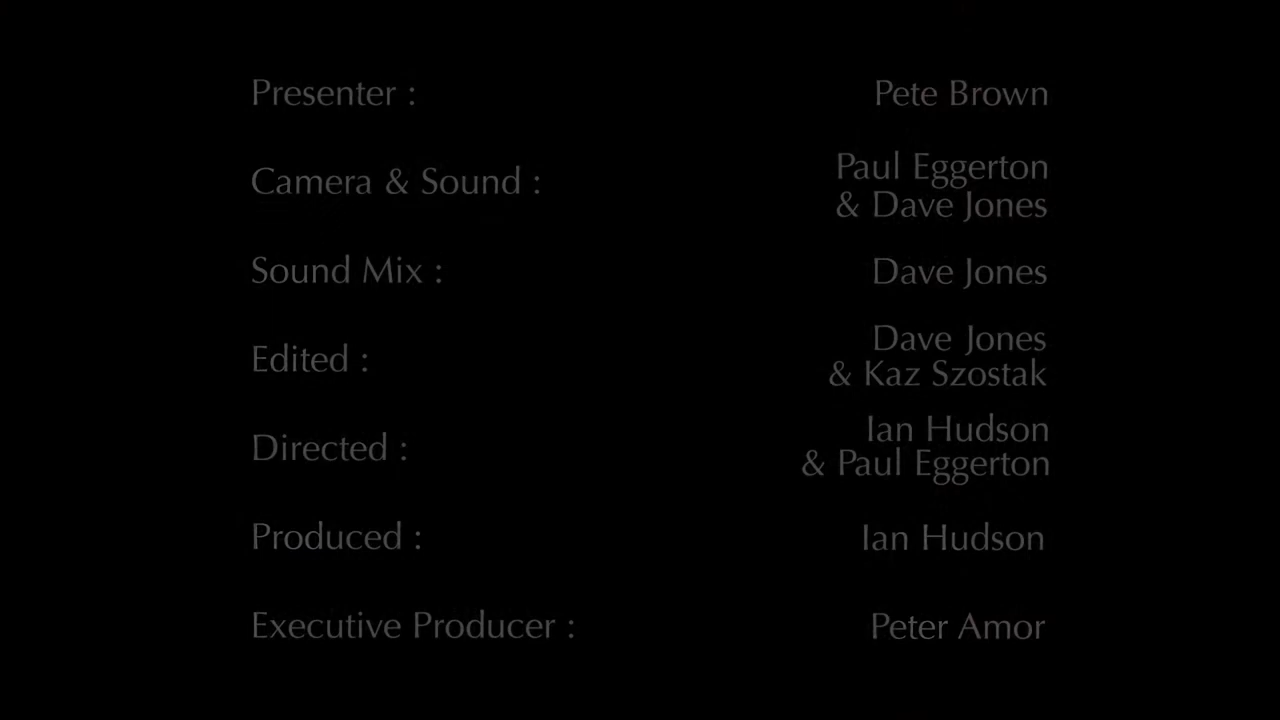 Presenter : Pete Brown
Camera & Sound : Paul Eggerton
& Dave Jones
Sound Mix : Dave Jones
Edited : Dave Jones
& Kaz Szostak
Directed : Ian Hudson
& Paul Eggerton
Produced : Ian Hudson
Executive Producer : Peter Amor